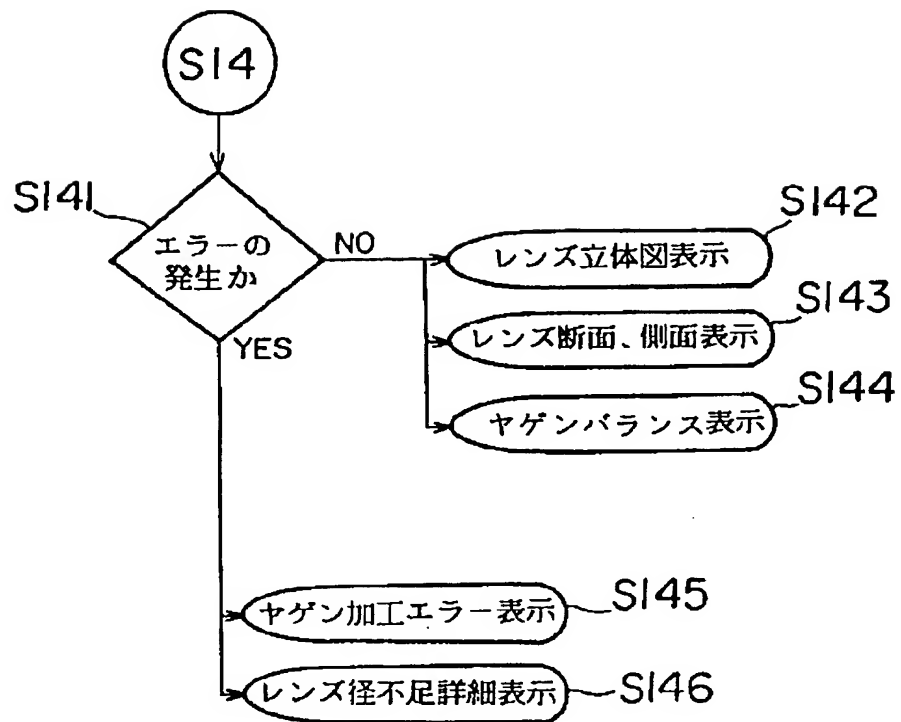 S14
S141
エラーの
発生か
NO
YES
S142
レンズ立体図表示
S143
レンズ断面、側面表示
S144
ヤゲンバランス表示
ヤゲン加工エラー表示
S145
レンズ径不足詳細表示
S146